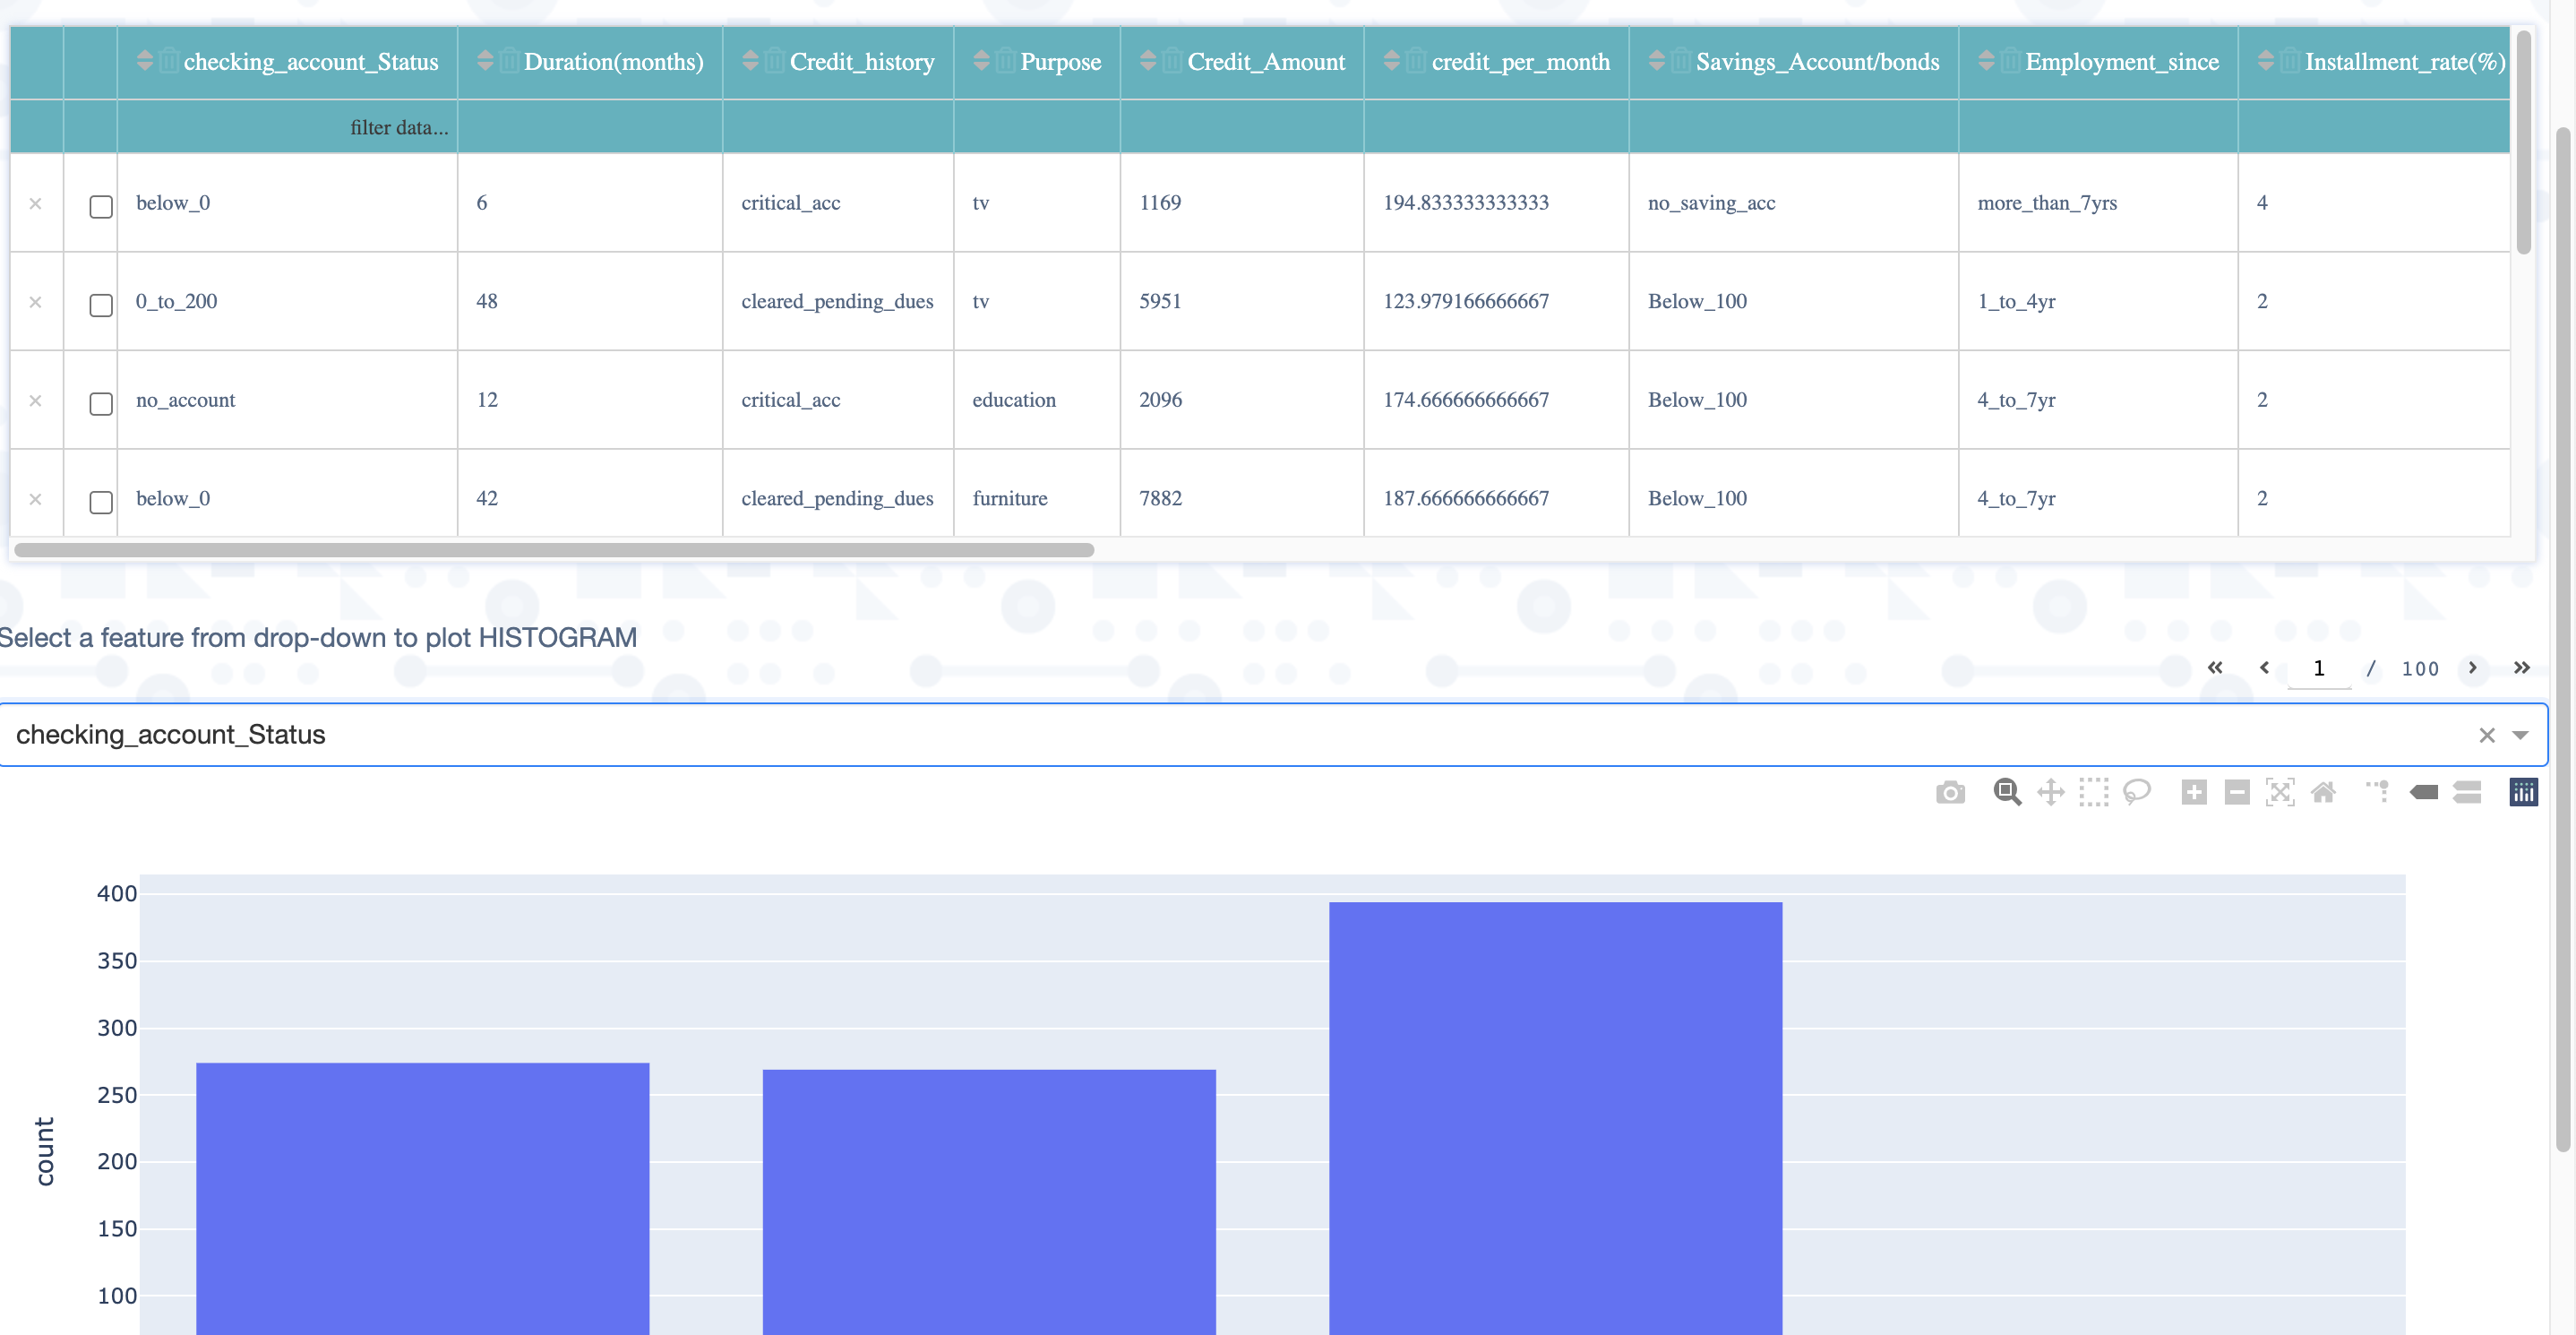 checking_account_Status Duration(months) Credit_history Purpose Credit_Amount credit_per_month Savings_Account/bonds Employment_since Installment_rate(%)
filter data...
× below_0 6 critical_acc tv 1169 194.833333333333 no_saving_acc more_than_7yrs 4
× 0_to_200 48 cleared_pending_dues tv 5951 123.979166666667 Below_100 1_to_4yr 2
× no_account 12 critical_acc education 2096 174.666666666667 Below_100 4_to_7yr 2
× below_0 42 cleared_pending_dues furniture 7882 187.666666666667 Below_100 4_to_7yr 2
Select a feature from drop-down to plot HISTOGRAM
1 / 100
checking_account_Status
400
350
300
250
200
150
100
count